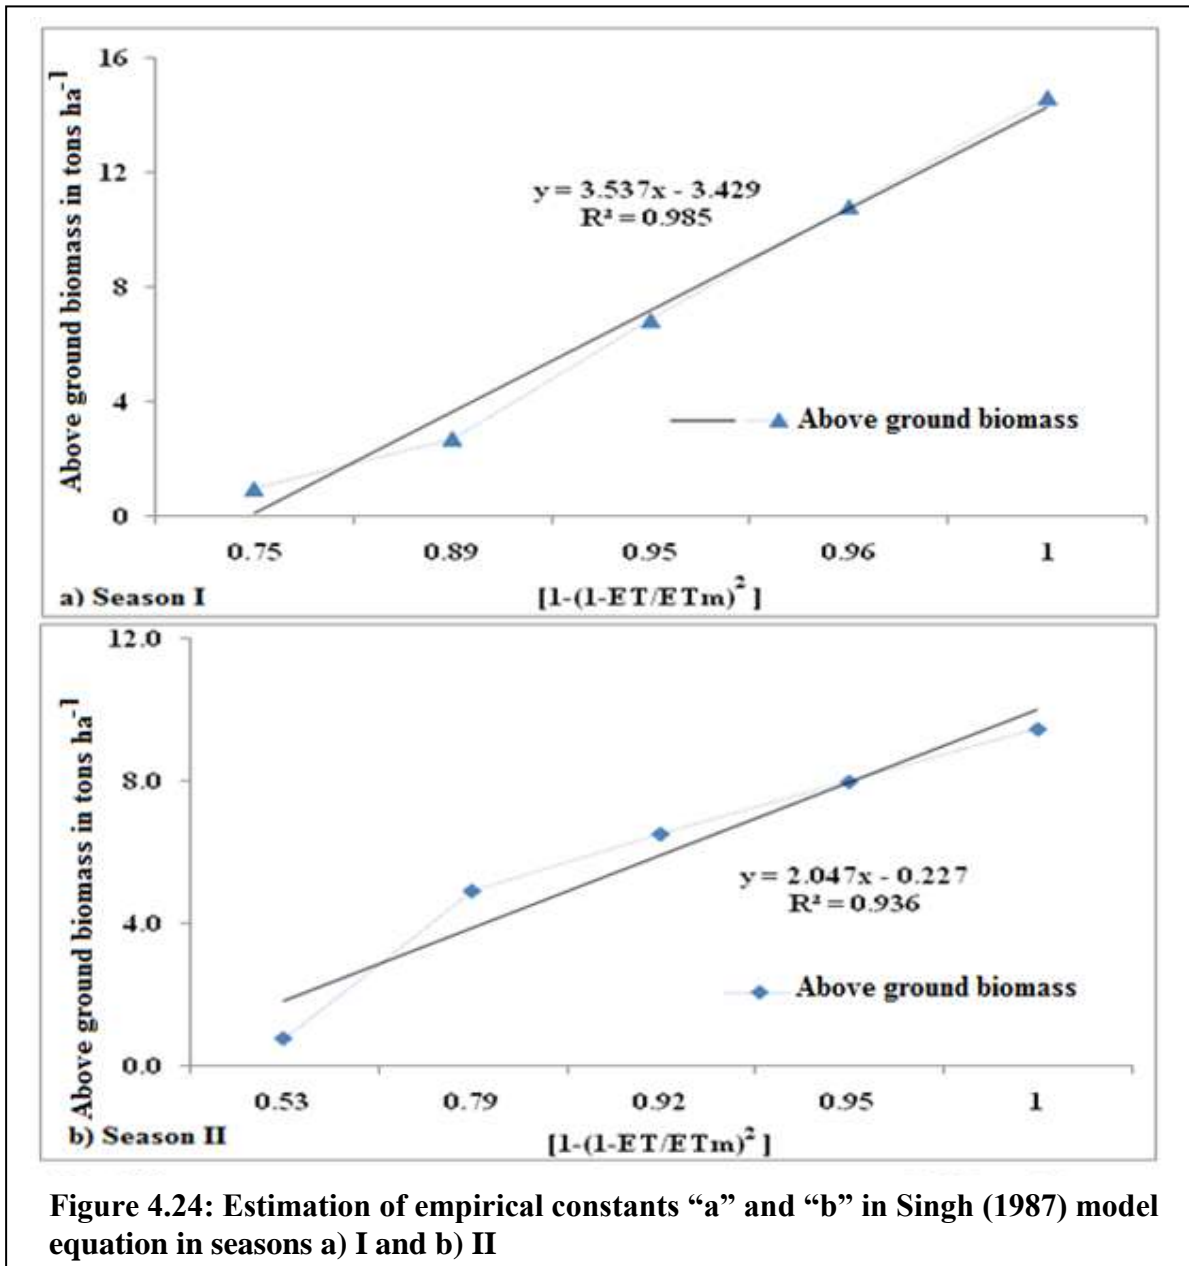 16
12
8
4
0
Above ground biomass in tons ha⁻¹
y = 3.537x - 3.429
R² = 0.985
Above ground biomass
0.75 0.89 0.95 0.96 1
a) Season I
[1-(1-ET/ETm)² ]
12.0
8.0
4.0
0.0
Above ground biomass in tons ha⁻¹
y = 2.047x - 0.227
R² = 0.936
Above ground biomass
0.53 0.79 0.92 0.95 1
b) Season II
[1-(1-ET/ETm)² ]
Figure 4.24: Estimation of empirical constants “a” and “b” in Singh (1987) model
equation in seasons a) I and b) II